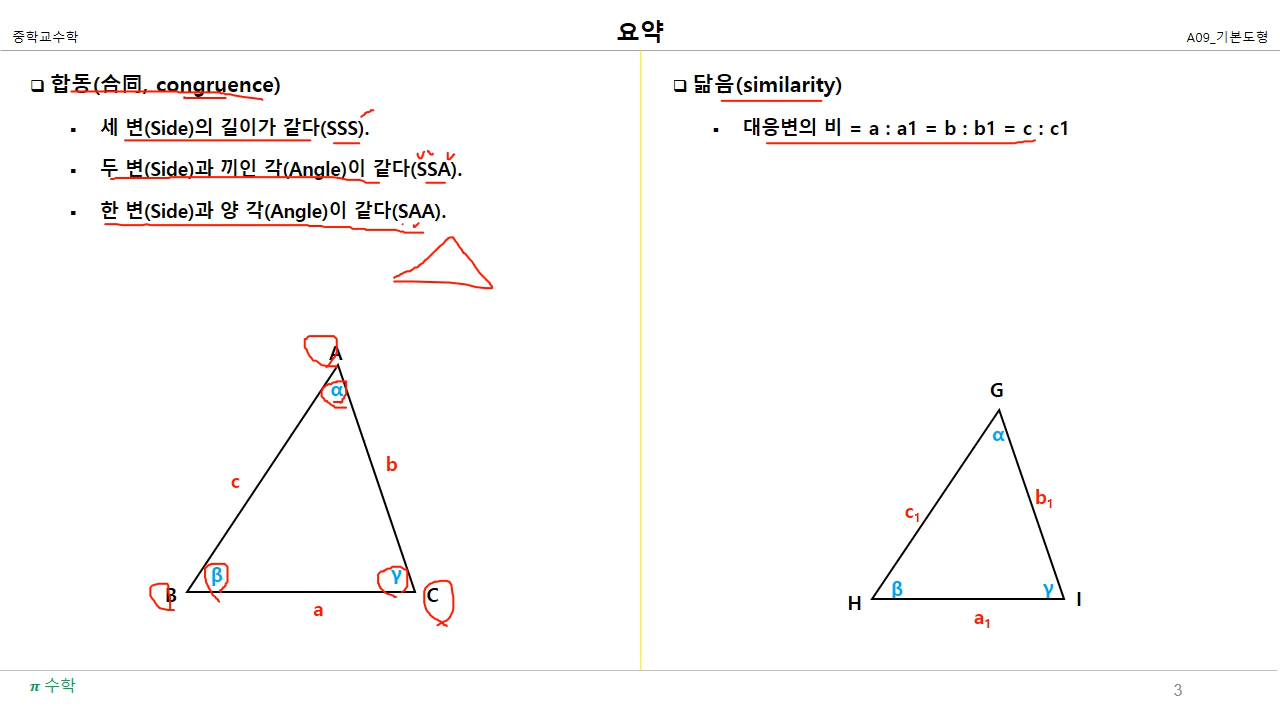 중학교수학
요약
A09_기본도형
❑ 합동(合同, congruence)
▪ 세 변(Side)의 길이가 같다(SSS).
▪ 두 변(Side)과 끼인 각(Angle)이 같다(SSA).
▪ 한 변(Side)과 양 각(Angle)이 같다(SAA).
A
α
c
b
β
γ
B
C
a
❑ 닮음(similarity)
▪ 대응변의 비 = a : a1 = b : b1 = c : c1
G
α
c₁
b₁
β
γ
H
I
a₁
π 수학
3